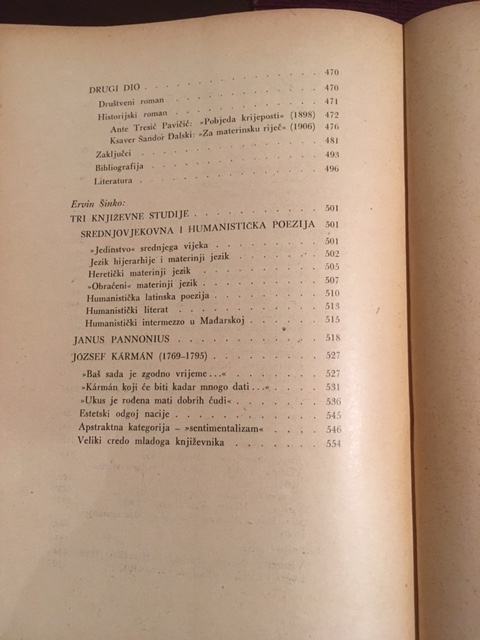 DRUGI DIO . . . . . . . . . . 470
Društveni roman . . . . . . . . . 470
Historijski roman . . . . . . . . . 471
Ante Tresić Pavičić: »Pobjeda krijeposti« (1898) 472
Ksaver Šandor Đalski: »Za materinsku riječ« (1906) 476
Zaključci . . . . . . . . . . 481
Bibliografija . . . . . . . . . . 493
Literatura . . . . . . . . . . 496
Ervin Šinko:
TRI KNJIŽEVNE STUDIJE . . . . . . . . 501
SREDNJOVJEKOVNA I HUMANISTIČKA POEZIJA 501
»Jedinstvo« srednjega vijeka . . . . . . 501
Jezik hijerarhije i materinji jezik . . . . . 502
Heretički materinji jezik . . . . . . . 505
»Obraćeni« materinji jezik . . . . . . . 507
Humanistička latinska poezija . . . . . . 510
Humanistički literat . . . . . . . . 513
Humanistički intermezzo u Mađarskoj . . . . 515
JANUS PANNONIUS . . . . . . . . 518
JÓZSEF KÁRMÁN (1769-1795) . . . . . . 527
»Baš sada je zgodno vrijeme . . .« . . . . . 527
»Kármán koji će biti kadar mnogo dati . . .« . . . 531
»Ukus je rođena mati dobrih ćudi« . . . . . 536
Estetski odgoj nacije . . . . . . . . 545
Apstraktna kategorija – »sentimentalizam« . . . 546
Veliki credo mladoga književnika . . . . . 554